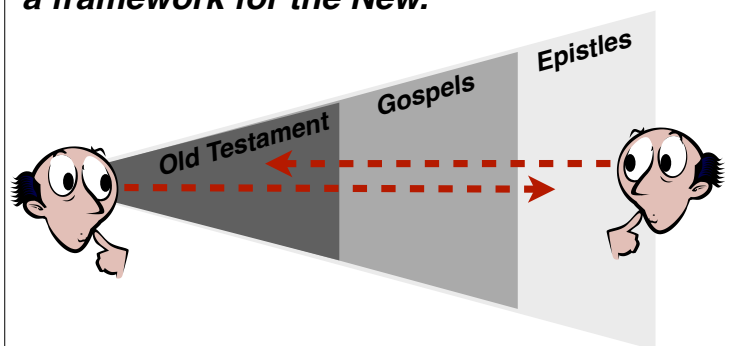 a framework for the New.
Epistles
Gospels
Old Testament